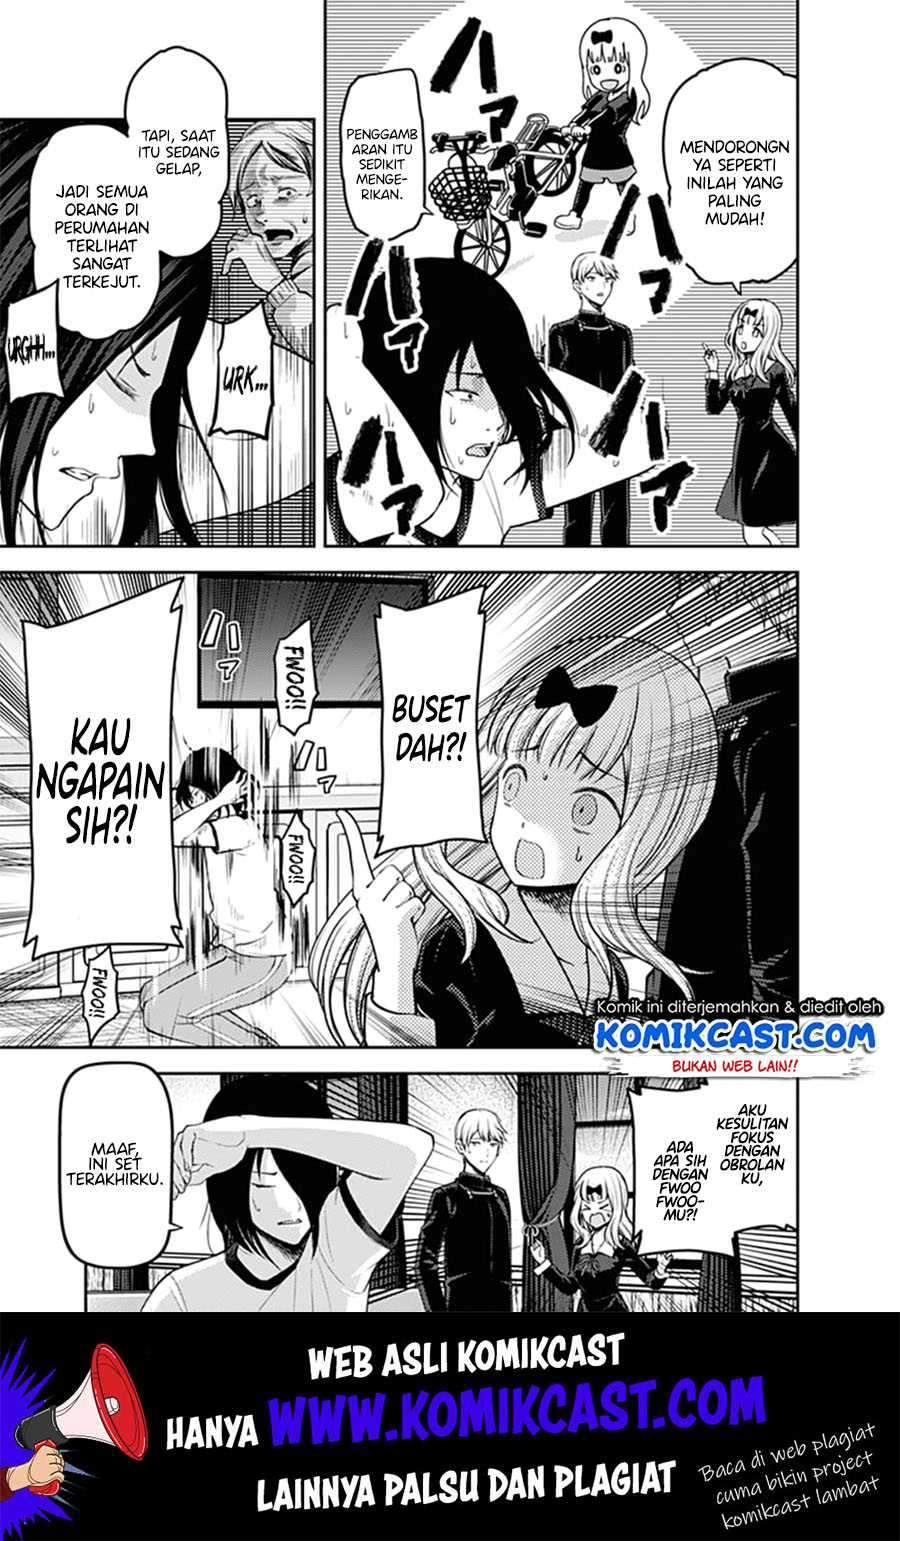 MENDORONGN
YA SEPERTI
INILAH YANG
PALING
MUDAH!
PENGGAMB
ARAN ITU
SEDIKIT
MENGE-
RIKAN.
ハァ
ハァ
ハァ
ハァ
TAPI, SAAT
ITU SEDANG
GELAP,
JADI SEMUA
ORANG DI
PERUMAHAN
TERLIHAT
SANGAT
TERKEJUT.
URK...
URGHH...
BUSET
DAH?!
FWOO!!
FWOO!!
FWOO!!
KAU
NGAPAIN
SIH?!
Komik ini diterjemahkan & diedit oleh
KOMIKCAST.COM
BUKAN WEB LAIN!!
AKU
KESULITAN
FOKUS
DENGAN
OBROLAN
KU,
ADA
APA SIH
DENGAN
FWOO
FWOO-
MU?!
MAAF,
INI SET
TERAKHIRKU.
WEB ASLI KOMIKCAST
HANYA WWW.KOMIKCAST.COM
LAINNYA PALSU DAN PLAGIAT
Baca di web plagiat
cuma bikin project
komikcast lambat